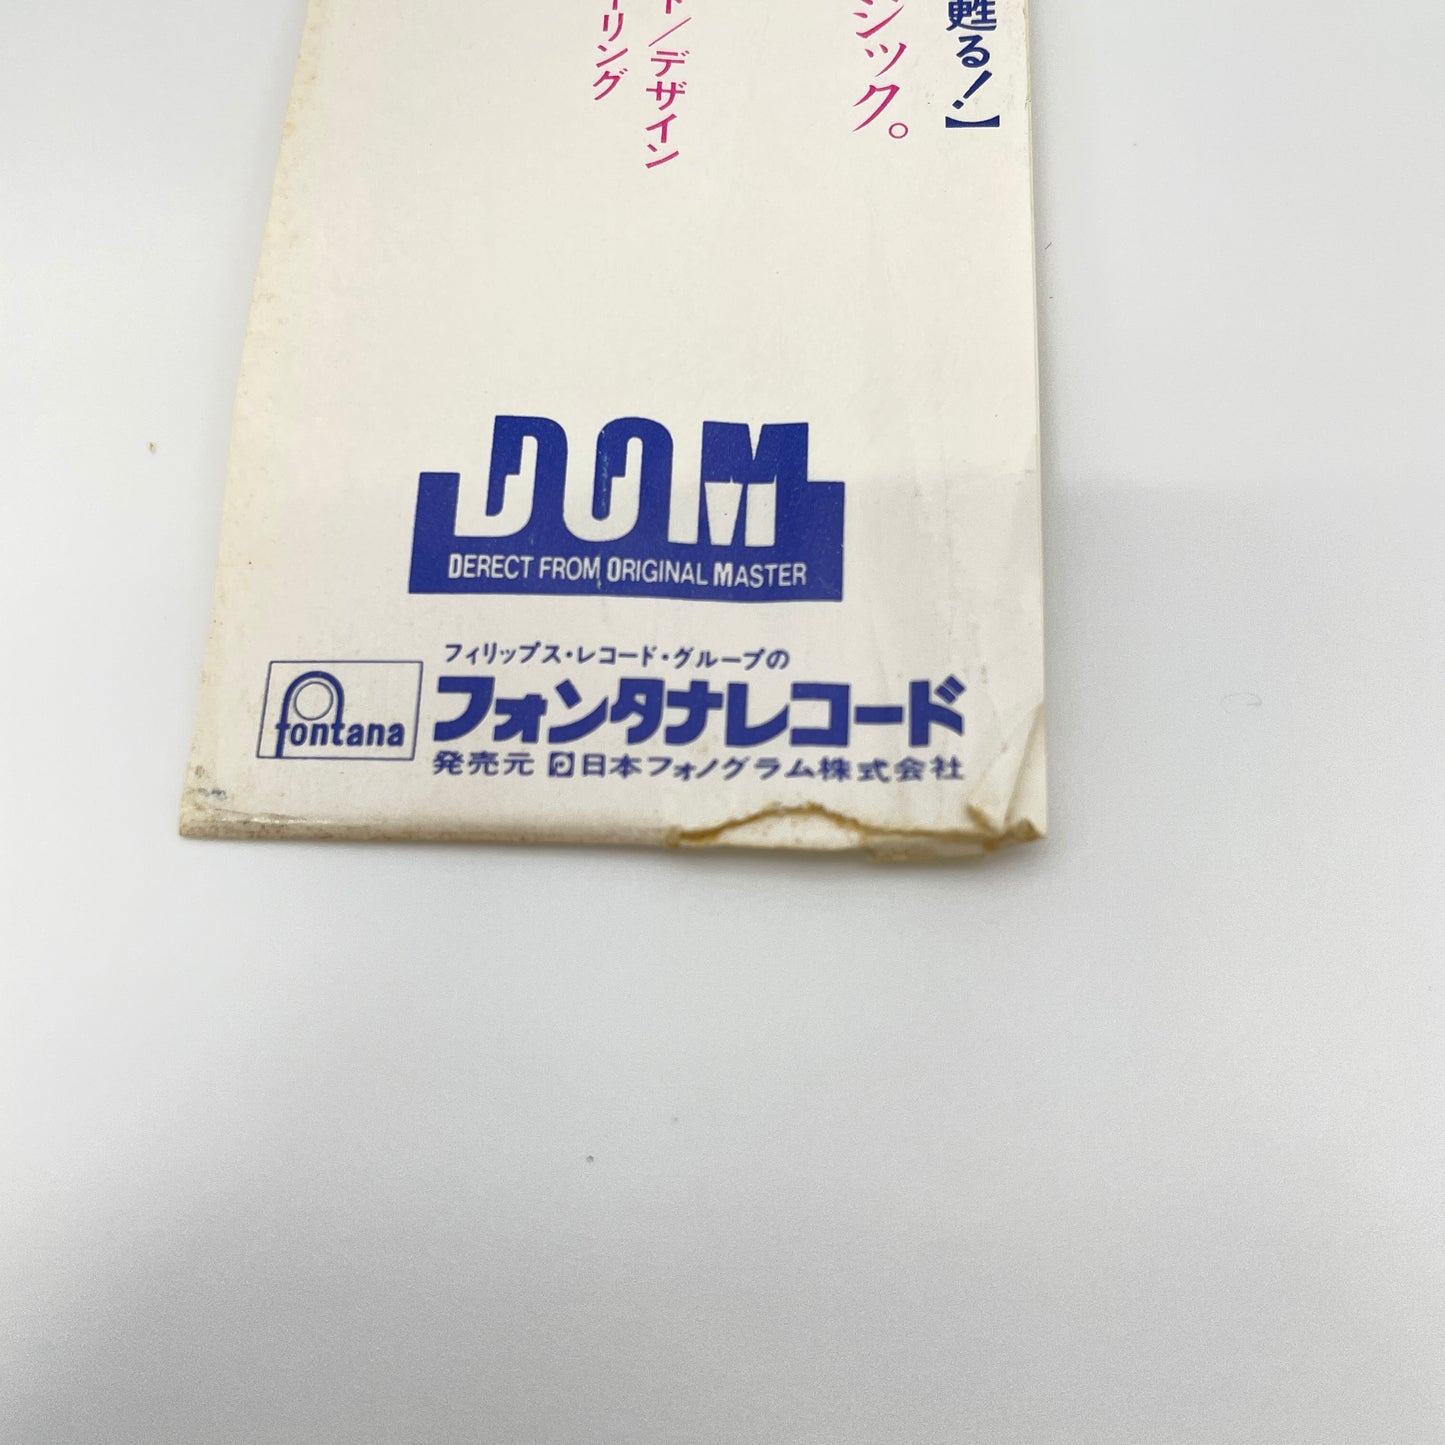 甦る!】
シック。
ド/デザイン
ーリング
DOM
DERECT FROM ORIGINAL MASTER
フィリップス・レコード・グループの
fontana
フォンタナレコード
発売元 日本フォノグラム株式会社